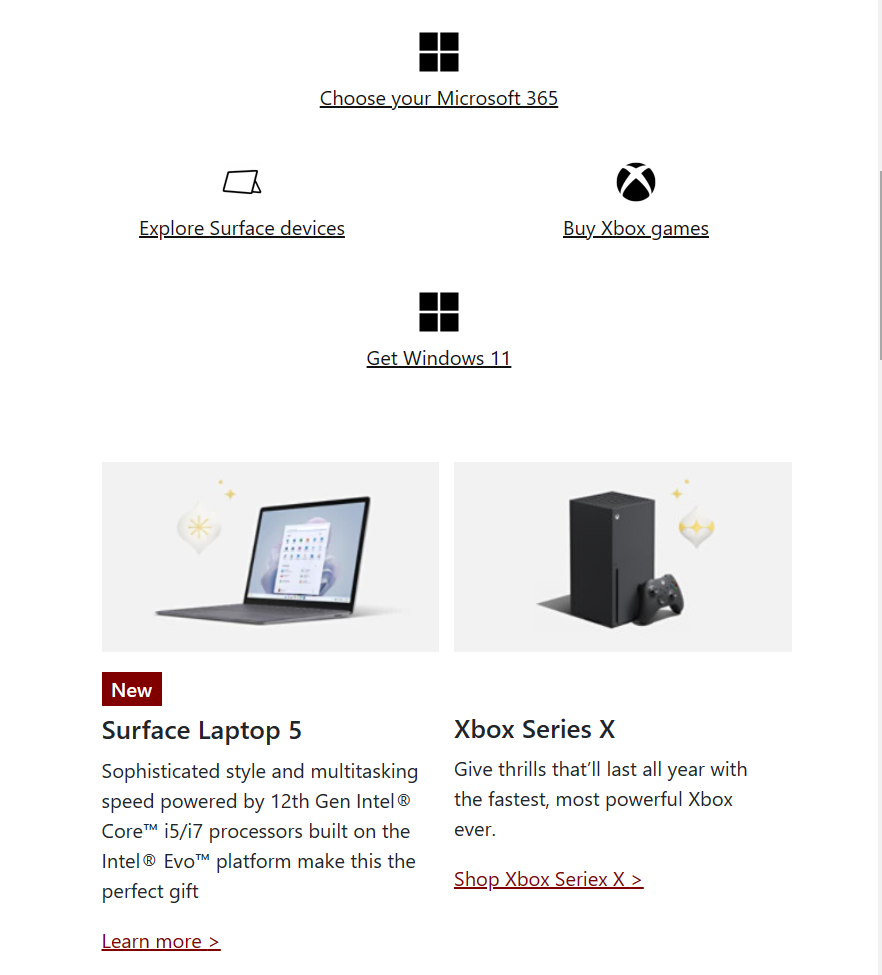 Choose your Microsoft 365
Explore Surface devices
Buy Xbox games
Get Windows 11
New
Surface Laptop 5
Sophisticated style and multitasking
speed powered by 12th Gen Intel®
Core™ i5/i7 processors built on the
Intel® Evo™ platform make this the
perfect gift
Learn more >
Xbox Series X
Give thrills that’ll last all year with
the fastest, most powerful Xbox
ever.
Shop Xbox Seriex X >